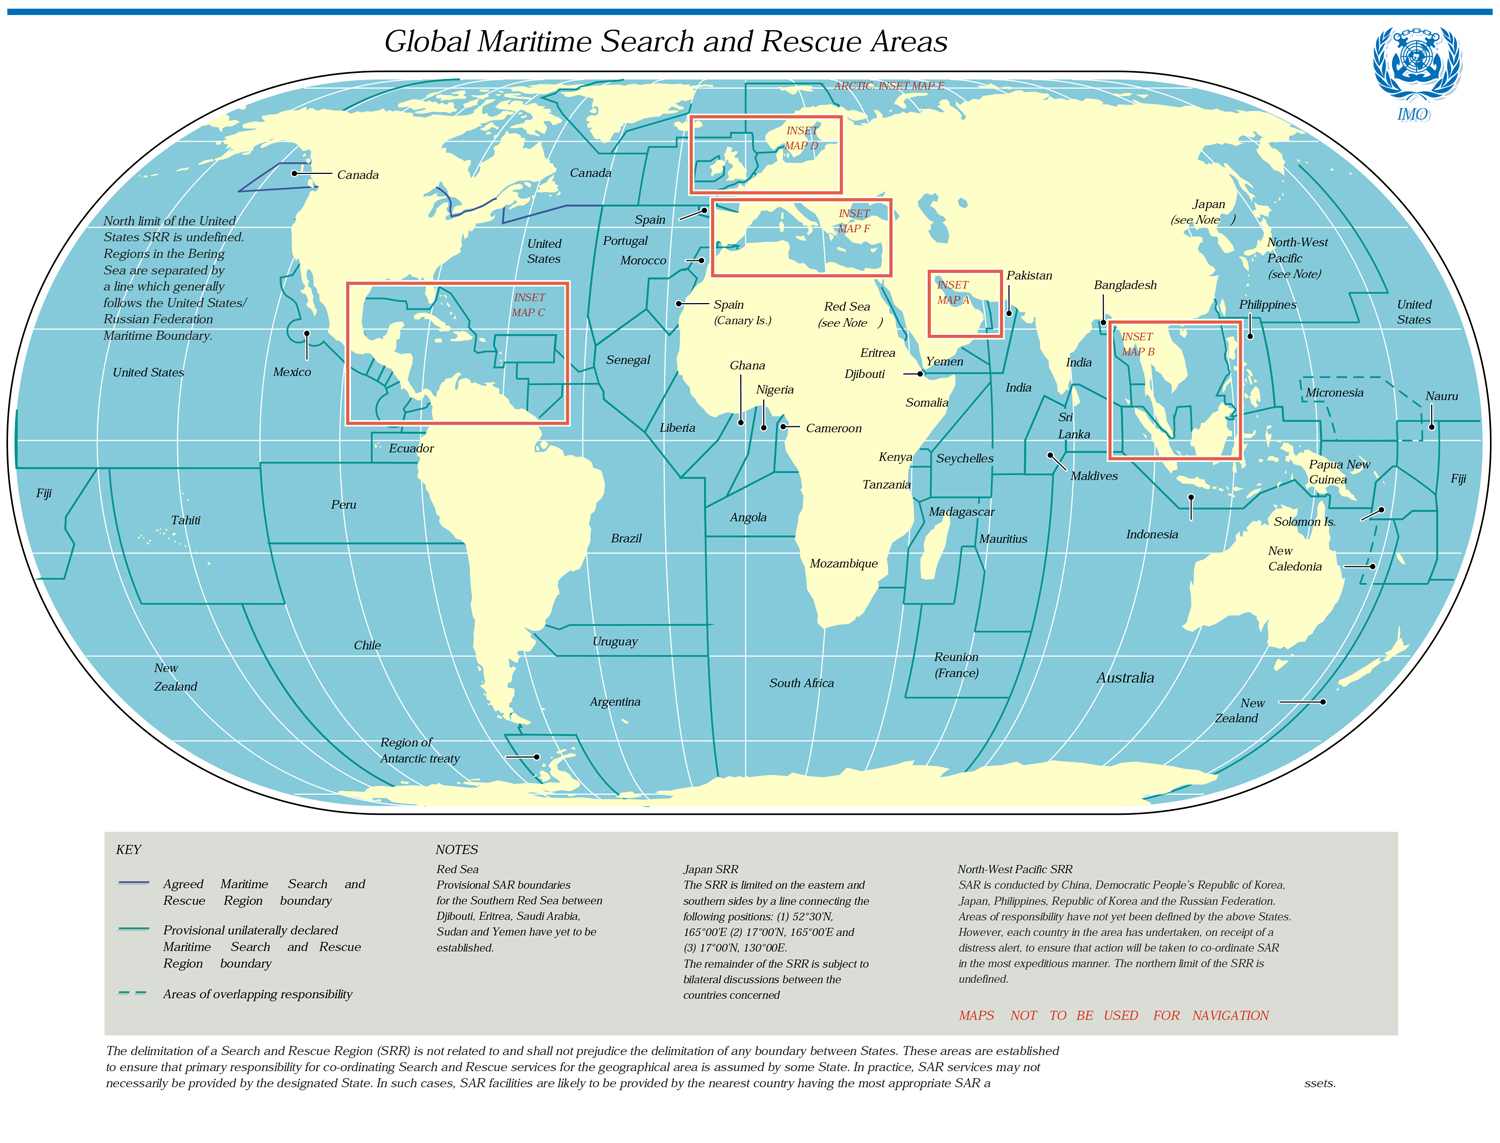 Global Maritime Search and Rescue Areas
IMO
ARCTIC: INSET MAP E
INSET
MAP D
Canada
Canada
North limit of the United
States SRR is undefined.
Regions in the Bering
Sea are separated by
a line which generally
follows the United States/
Russian Federation
Maritime Boundary.
Spain
INSET
MAP F
Japan
(see Note )
United
States
Portugal
Morocco
North-West
Pacific
(see Note)
INSET
MAP C
Spain
(Canary Is.)
Red Sea
(see Note )
INSET
MAP A
Pakistan
Bangladesh
Philippines
United
States
INSET
MAP B
United States
Mexico
Senegal
Ghana
Nigeria
Eritrea
Djibouti
Yemen
India
India
Somalia
Micronesia
Nauru
Liberia
Cameroon
Sri
Lanka
Ecuador
Kenya
Seychelles
Tanzania
Maldives
Papua New
Guinea
Fiji
Fiji
Tahiti
Peru
Brazil
Angola
Madagascar
Mauritius
Indonesia
Solomon Is.
New
Caledonia
Mozambique
Chile
Uruguay
New
Zealand
Argentina
South Africa
Reunion
(France)
Australia
New
Zealand
Region of
Antarctic treaty
KEY
Agreed Maritime Search and
Rescue Region boundary
Provisional unilaterally declared
Maritime Search and Rescue
Region boundary
Areas of overlapping responsibility
NOTES
Red Sea
Provisional SAR boundaries
for the Southern Red Sea between
Djibouti, Eritrea, Saudi Arabia,
Sudan and Yemen have yet to be
established.
Japan SRR
The SRR is limited on the eastern and
southern sides by a line connecting the
following positions: (1) 52°30'N,
165°00'E (2) 17°00'N, 165°00'E and
(3) 17°00'N, 130°00E.
The remainder of the SRR is subject to
bilateral discussions between the
countries concerned
North-West Pacific SRR
SAR is conducted by China, Democratic People's Republic of Korea,
Japan, Philippines, Republic of Korea and the Russian Federation.
Areas of responsibility have not yet been defined by the above States.
However, each country in the area has undertaken, on receipt of a
distress alert, to ensure that action will be taken to co-ordinate SAR
in the most expeditious manner. The northern limit of the SRR is
undefined.
MAPS NOT TO BE USED FOR NAVIGATION
The delimitation of a Search and Rescue Region (SRR) is not related to and shall not prejudice the delimitation of any boundary between States. These areas are established
to ensure that primary responsibility for co-ordinating Search and Rescue services for the geographical area is assumed by some State. In practice, SAR services may not
necessarily be provided by the designated State. In such cases, SAR facilities are likely to be provided by the nearest country having the most appropriate SAR a ssets.